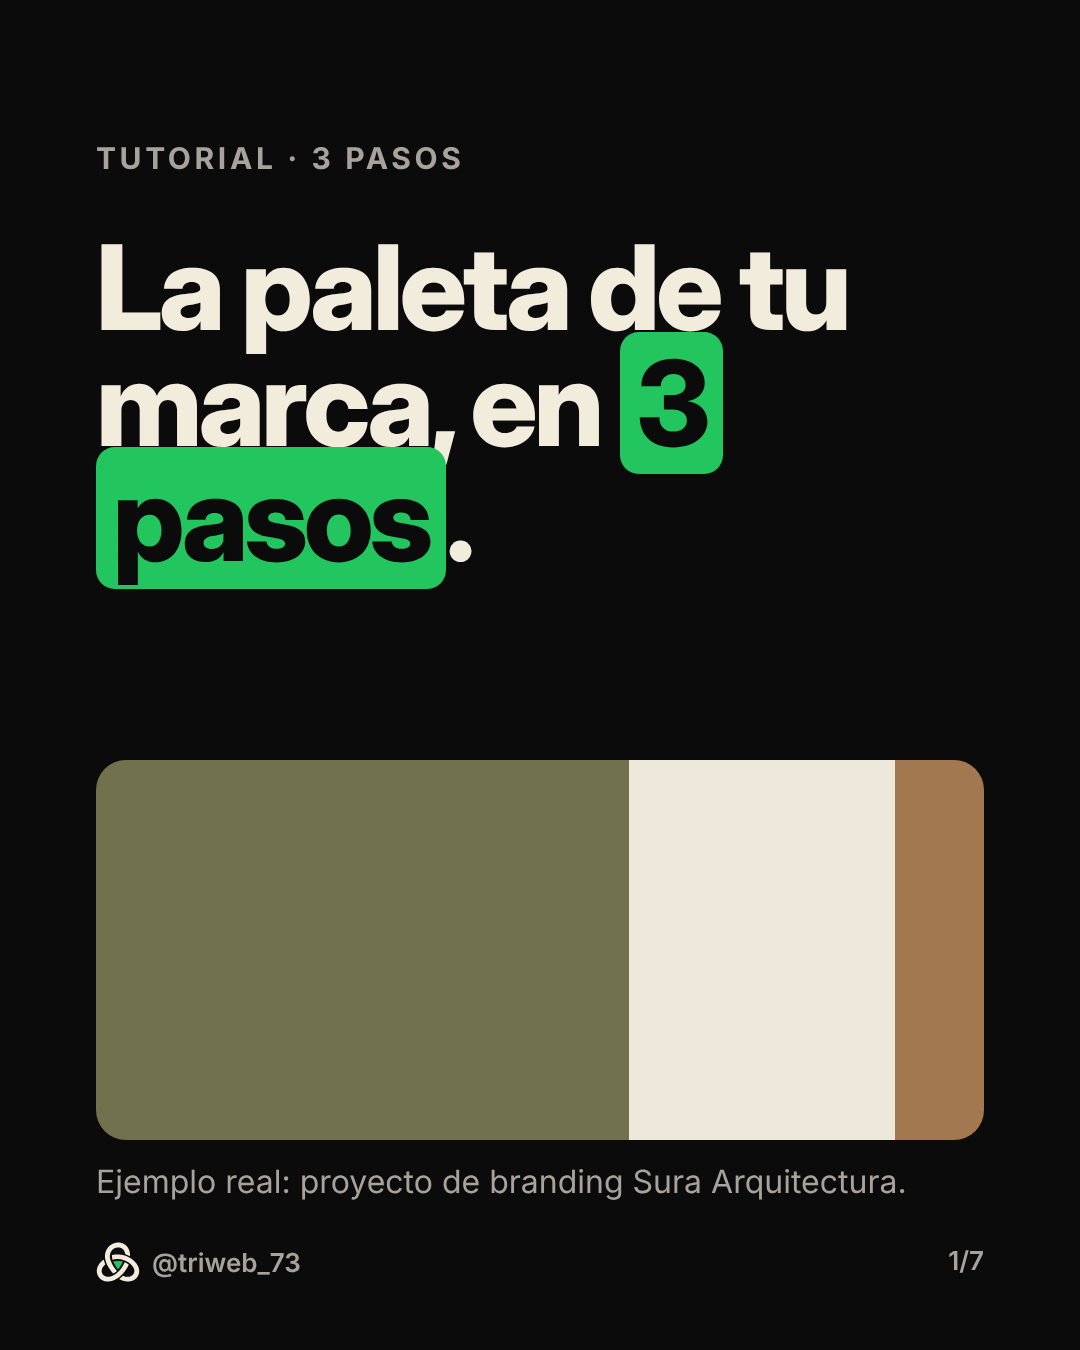 TUTORIAL · 3 PASOS
La paleta de tu
marca, en 3
pasos.
Ejemplo real: proyecto de branding Sura Arquitectura.
@triweb_73
1/7